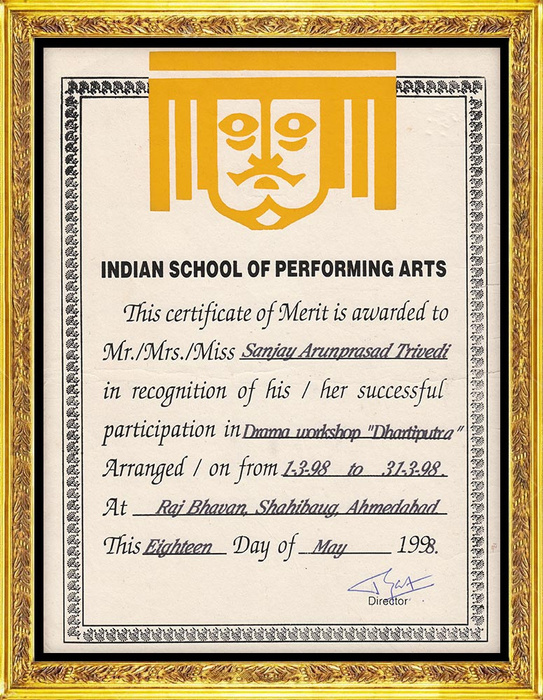 INDIAN SCHOOL OF PERFORMING ARTS
This certificate of Merit is awarded to
Mr./Mrs./Miss Sanjay Arunprasad Trivedi
in recognition of his / her successful
participation in Drama workshop "Dhartiputra"
Arranged / on from 1-3-98 to 31-3-98.
At Raj Bhavan, Shahibaug, Ahmedabad
This Eighteen Day of May 1998.
Director